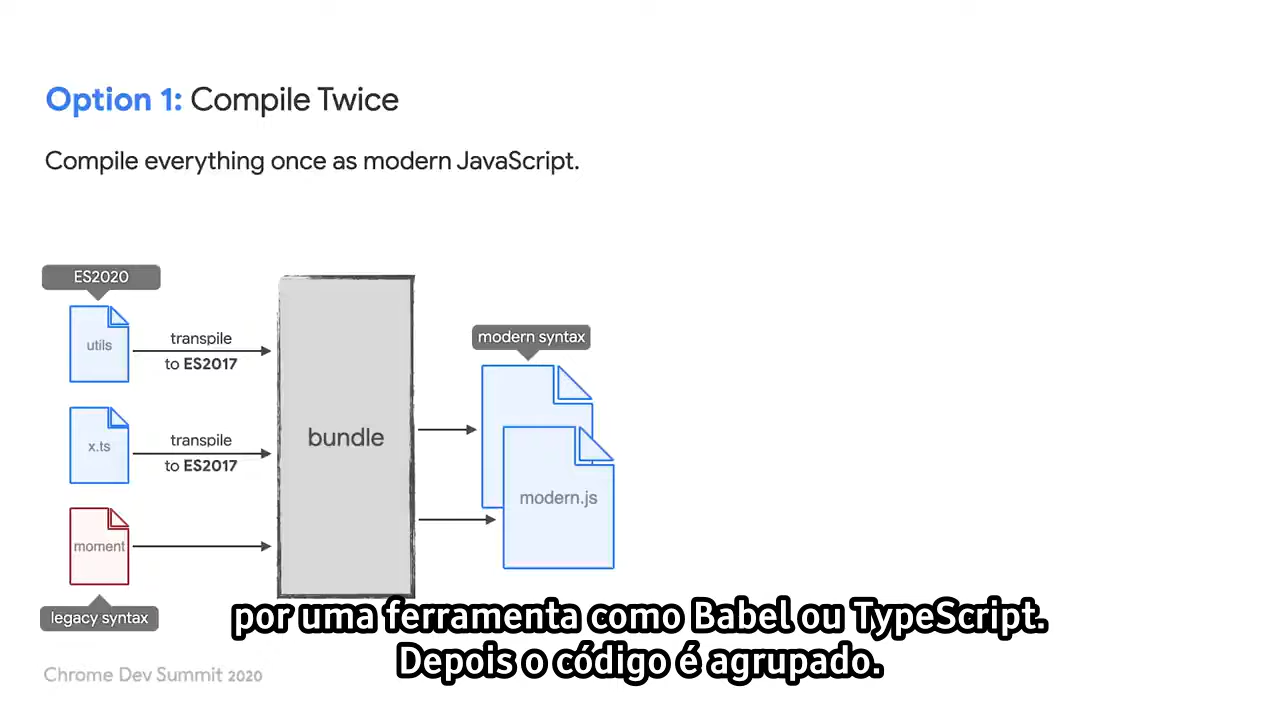 Option 1: Compile Twice
Compile everything once as modern JavaScript.
ES2020
utils
transpile
to ES2017
x.ts
transpile
to ES2017
moment
legacy syntax
bundle
modern syntax
modern.js
por uma ferramenta como Babel ou TypeScript.
Depois o código é agrupado.
Chrome Dev Summit 2020